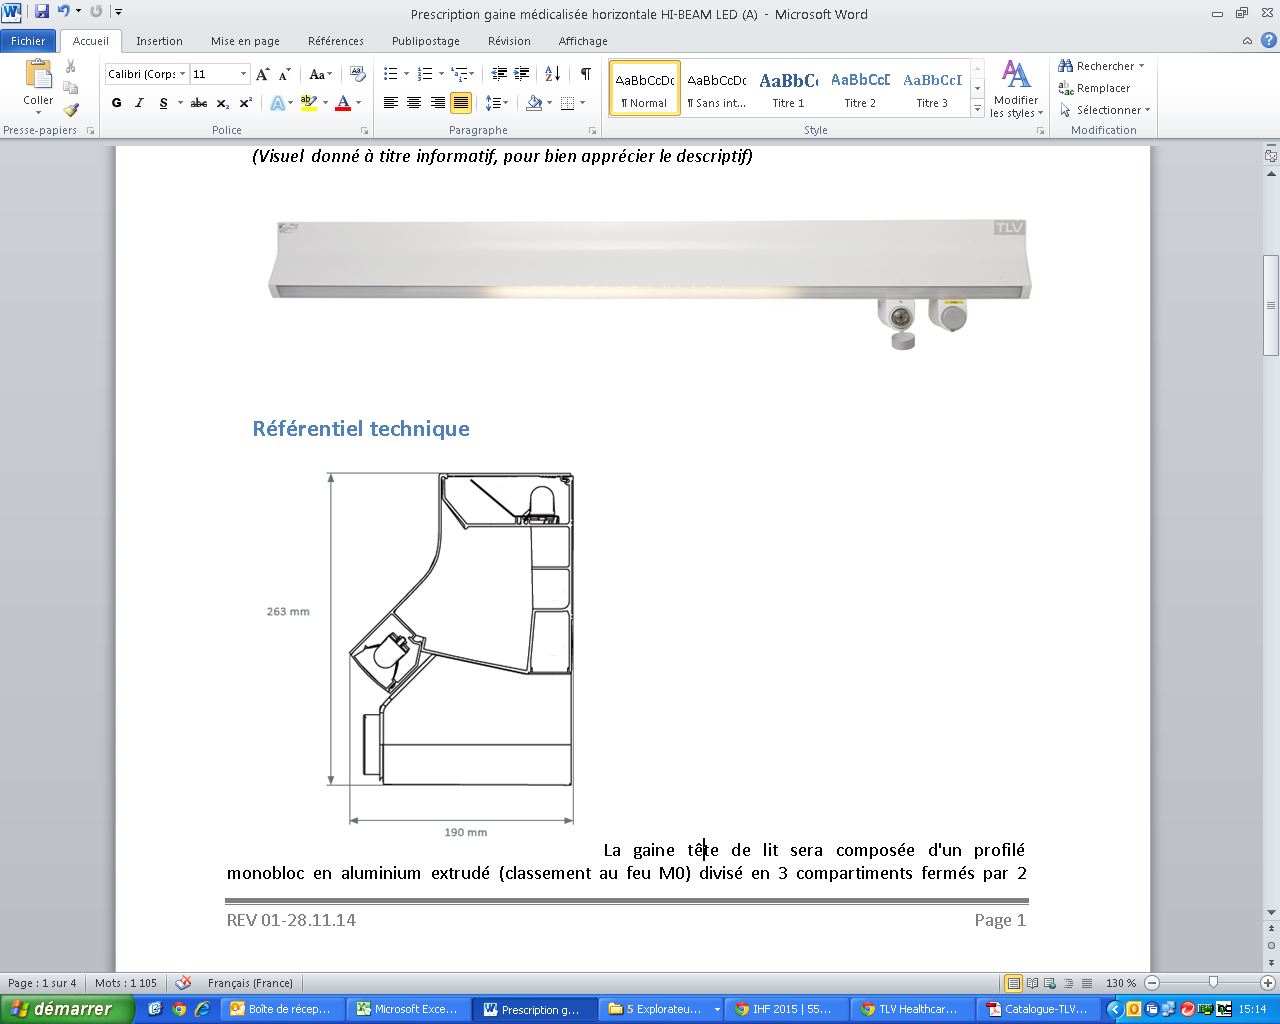 Prescription gaine médicalisée horizontale HI-BEAM LED (A) - Microsoft Word
Fichier Accueil Insertion Mise en page Références Publipostage Révision Affichage
Coller
Calibri (Corps 11
G I S abc x₂ x²
AaBbCcDc AaBbCcDc AaBbCc AaBbCcI AaBbCcI
¶ Normal ¶ Sans int... Titre 1 Titre 2 Titre 3
Modifier les styles
Rechercher
Remplacer
Sélectionner
Presse-papiers Police Paragraphe Style Modification
(Visuel donné à titre informatif, pour bien apprécier le descriptif)
TLV
Référentiel technique
263 mm
190 mm
La gaine tête de lit sera composée d'un profilé
monobloc en aluminium extrudé (classement au feu M0) divisé en 3 compartiments fermés par 2
REV 01-28.11.14 Page 1
Page : 1 sur 4 Mots : 1 105 Français (France) 130 %
démarrer Boîte de récep... Microsoft Exce... Prescription g... 5 Explorateur... IHF 2015 | 55... TLV Healthcar... Catalogue-TLV... 15:14